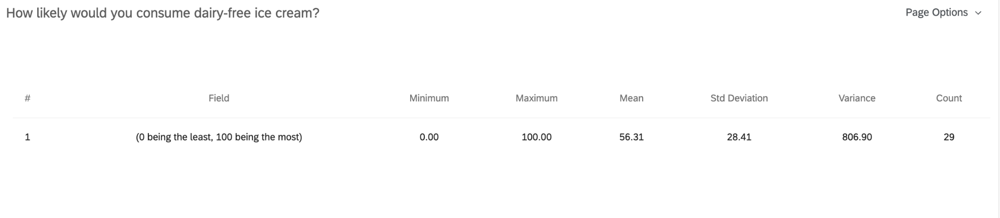 How likely would you consume dairy-free ice cream?
Page Options
# Field Minimum Maximum Mean Std Deviation Variance Count
1 (0 being the least, 100 being the most) 0.00 100.00 56.31 28.41 806.90 29